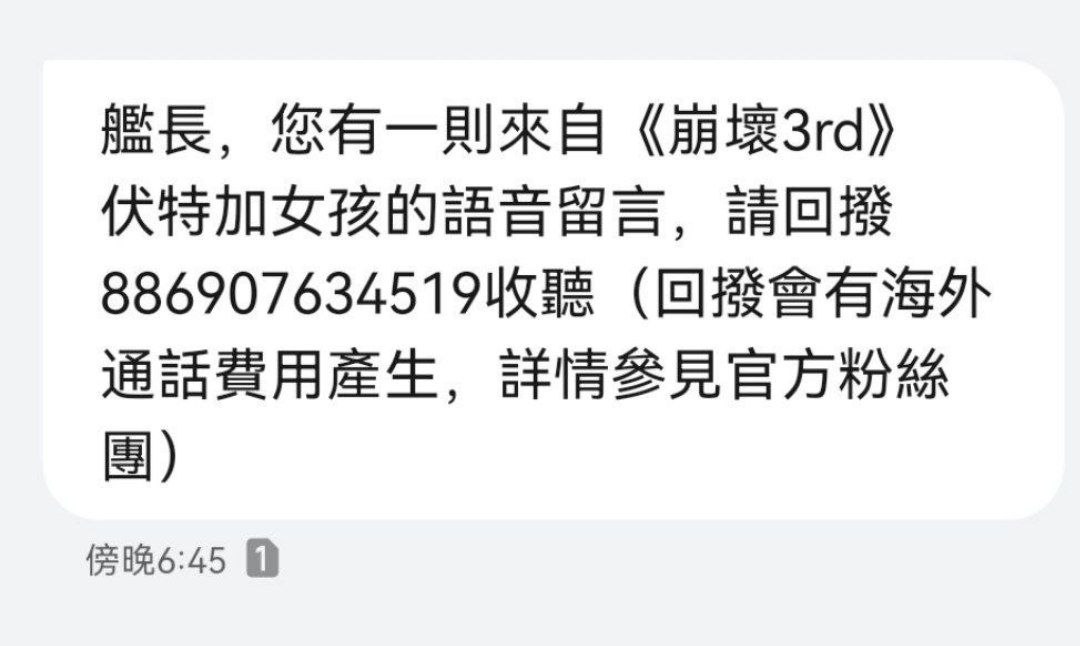 艦長，您有一則來自《崩壞3rd》
伏特加女孩的語音留言，請回撥
886907634519收聽（回撥會有海外
通話費用產生，詳情參見官方粉絲
團）
傍晚6:45 1